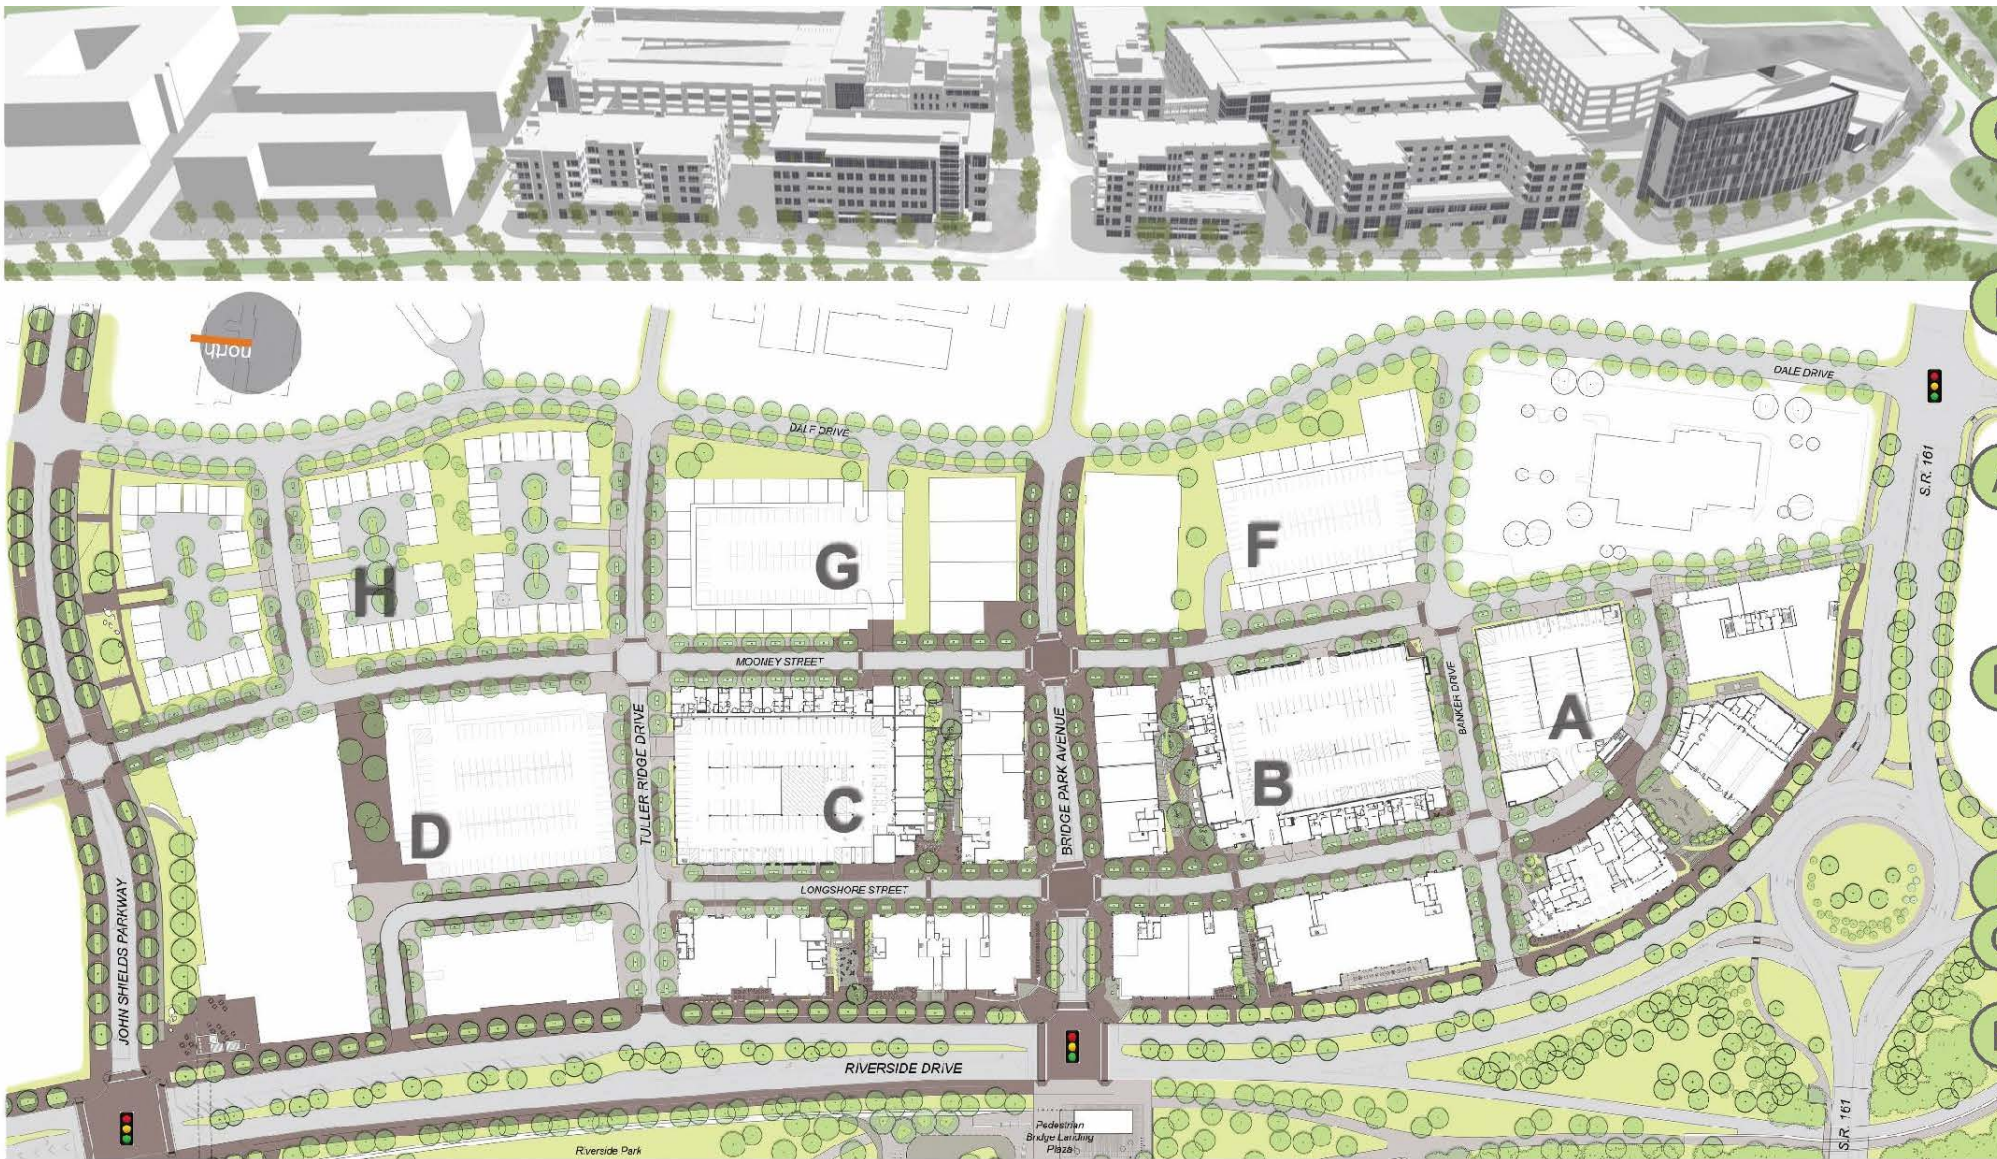 north
DALE DRIVE
DALE DRIVE
S.R. 161
H
G
F
MOONEY STREET
BANKER DRIVE
A
TULLER RIDGE DRIVE
BRIDGE PARK AVENUE
D
C
B
JOHN SHIELDS PARKWAY
LONGSHORE STREET
RIVERSIDE DRIVE
Pedestrian
Bridge Landing
Plaza
Riverside Park
S.R. 161